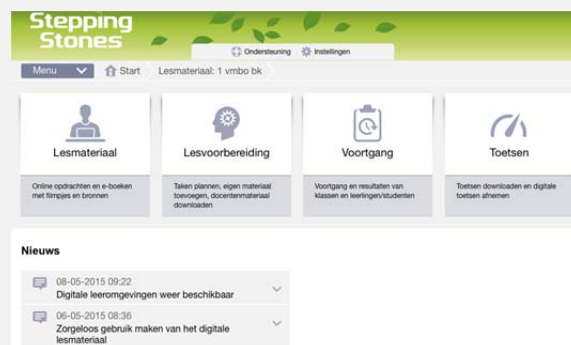 Stepping
Stones
Ondersteuning Instellingen
Menu Start Lesmateriaal: 1 vmbo bk
Lesmateriaal
Online opdrachten en e-boeken
met filmpjes en bronnen
Lesvoorbereiding
Taken plannen, eigen materiaal
toevoegen, docentenmateriaal
downloaden
Voortgang
Voortgang en resultaten van
klassen en leerlingen/studenten
Toetsen
Toetsen downloaden en digitale
toetsen afnemen
Nieuws
08-05-2015 09:22
Digitale leeromgevingen weer beschikbaar
06-05-2015 08:36
Zorgeloos gebruik maken van het digitale
lesmateriaal